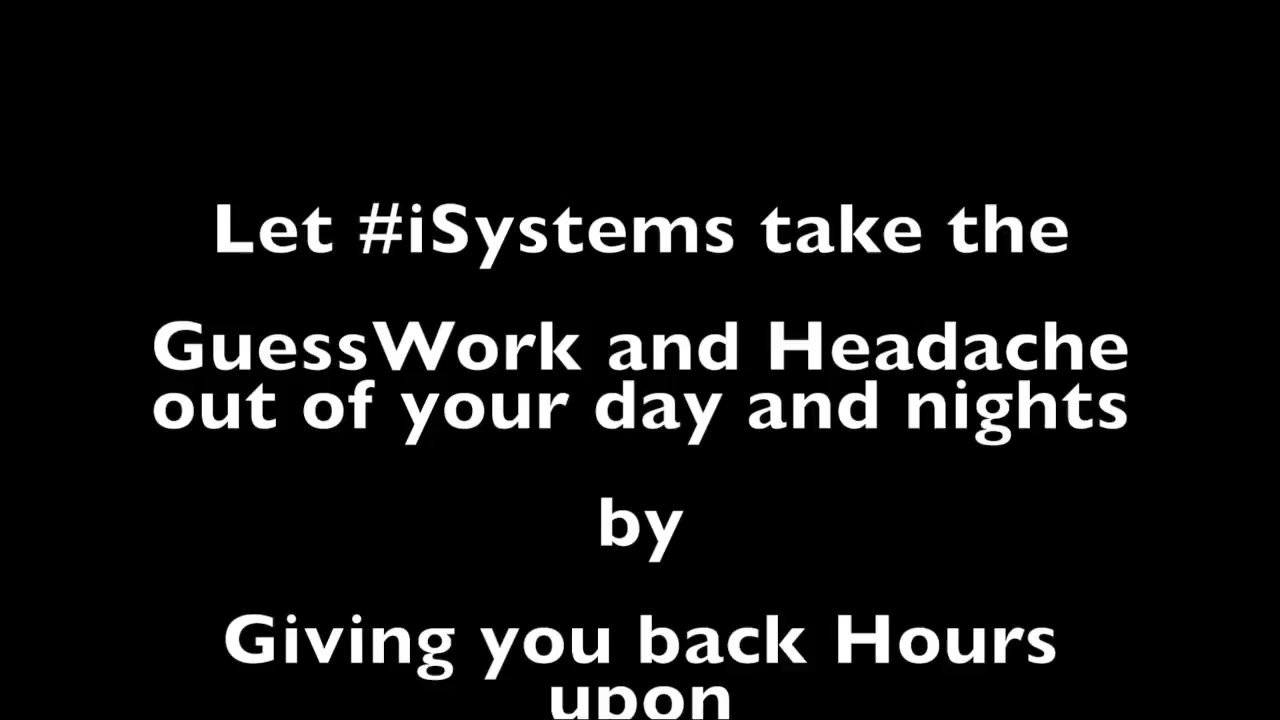 Let #iSystems take the
GuessWork and Headache
out of your day and nights
by
Giving you back Hours
upon